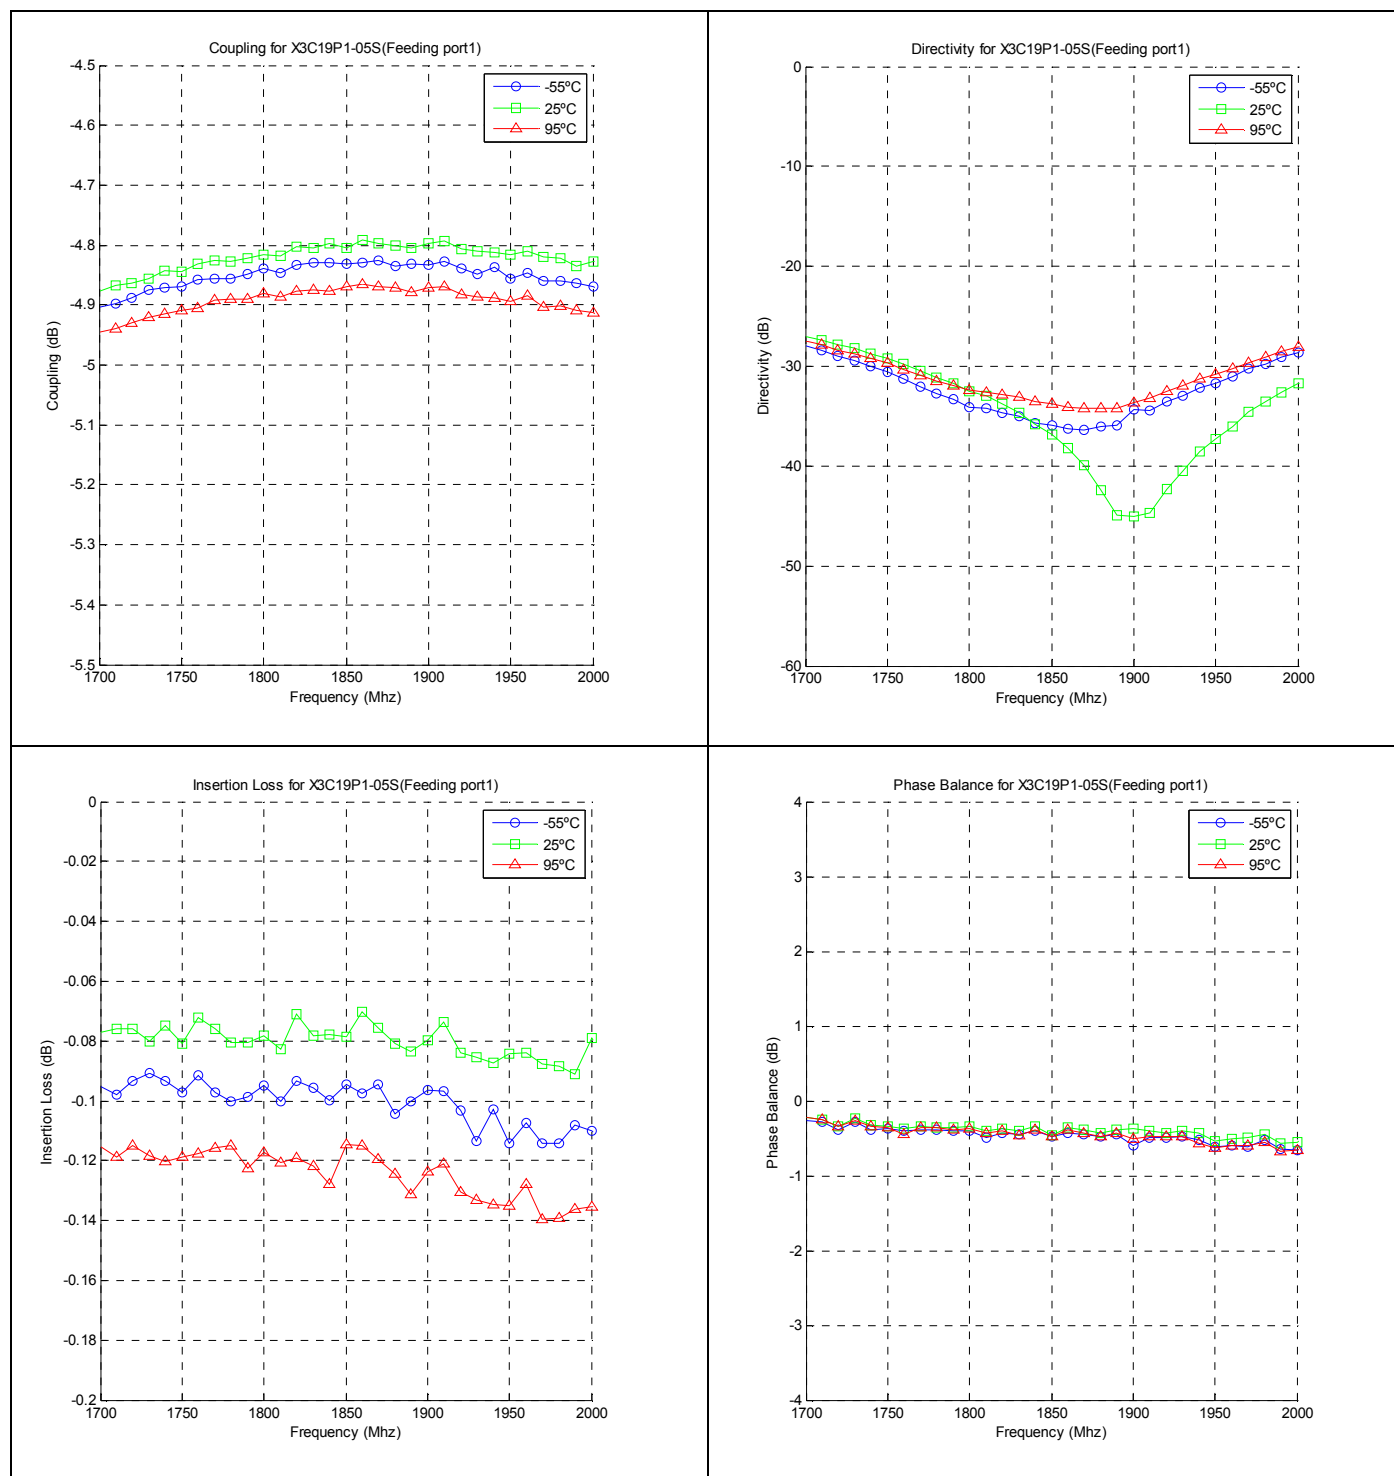 Coupling for X3C19P1-05S(Feeding port1)
-4.5
-4.6
-4.7
-4.8
-4.9
-5
-5.1
-5.2
-5.3
-5.4
-5.5
Coupling (dB)
-55ºC
25ºC
95ºC
1700 1750 1800 1850 1900 1950 2000
Frequency (Mhz)
Directivity for X3C19P1-05S(Feeding port1)
0
-10
-20
-30
-40
-50
-60
Directivity (dB)
-55ºC
25ºC
95ºC
1700 1750 1800 1850 1900 1950 2000
Frequency (Mhz)
Insertion Loss for X3C19P1-05S(Feeding port1)
0
-0.02
-0.04
-0.06
-0.08
-0.1
-0.12
-0.14
-0.16
-0.18
-0.2
Insertion Loss (dB)
-55ºC
25ºC
95ºC
1700 1750 1800 1850 1900 1950 2000
Frequency (Mhz)
Phase Balance for X3C19P1-05S(Feeding port1)
4
3
2
1
0
-1
-2
-3
-4
Phase Balance (dB)
-55ºC
25ºC
95ºC
1700 1750 1800 1850 1900 1950 2000
Frequency (Mhz)